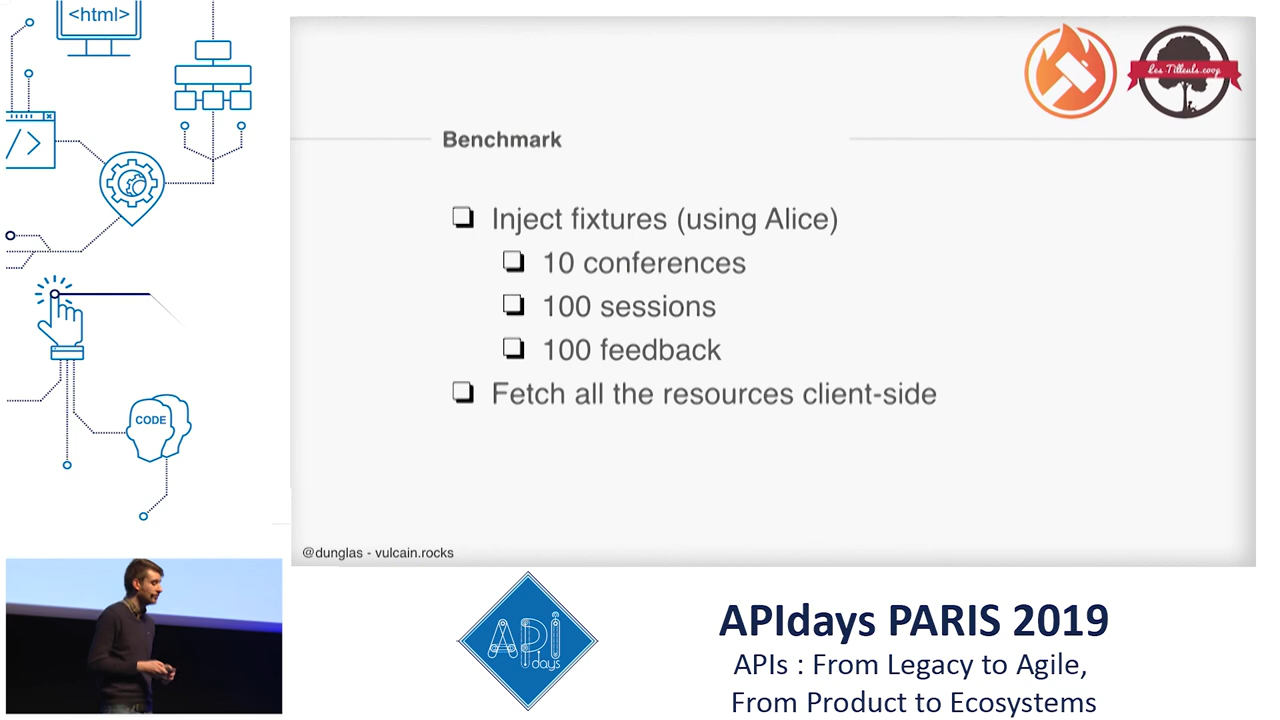 <html>
</>
CODE
Les Tilleuls.coop
Benchmark
Inject fixtures (using Alice)
10 conferences
100 sessions
100 feedback
Fetch all the resources client-side
@dunglas - vulcain.rocks
API
days
APIdays PARIS 2019
APIs : From Legacy to Agile,
From Product to Ecosystems